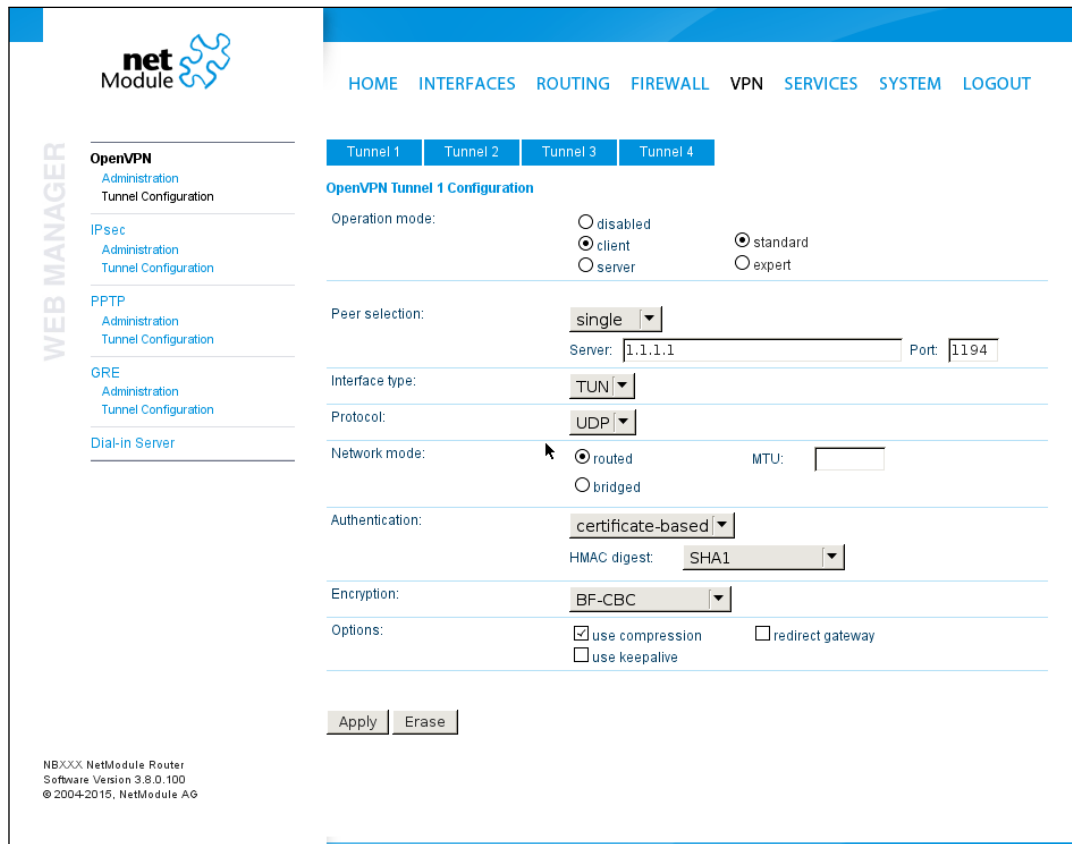 net
Module
HOME INTERFACES ROUTING FIREWALL VPN SERVICES SYSTEM LOGOUT
WEB MANAGER
OpenVPN
Administration
Tunnel Configuration
IPsec
Administration
Tunnel Configuration
PPTP
Administration
Tunnel Configuration
GRE
Administration
Tunnel Configuration
Dial-in Server
Tunnel 1 Tunnel 2 Tunnel 3 Tunnel 4
OpenVPN Tunnel 1 Configuration
Operation mode:
disabled
client standard
server expert
Peer selection:
single
Server: 1.1.1.1 Port: 1194
Interface type: TUN
Protocol: UDP
Network mode: routed MTU:
bridged
Authentication:
certificate-based
HMAC digest: SHA1
Encryption: BF-CBC
Options: use compression redirect gateway
use keepalive
Apply Erase
NBXXX NetModule Router
Software Version 3.8.0.100
© 2004-2015, NetModule AG